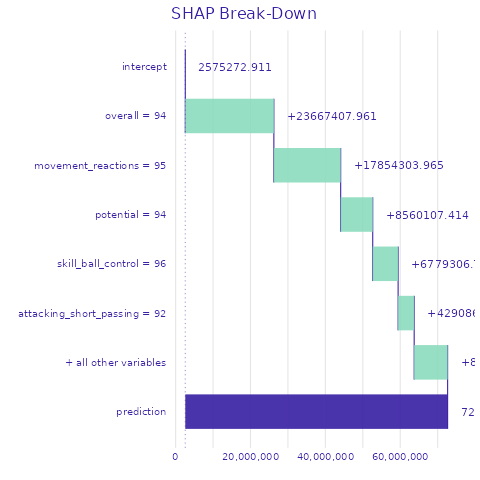 SHAP Break-Down
intercept 2575272.911
overall = 94 +23667407.961
movement_reactions = 95 +17854303.965
potential = 94 +8560107.414
skill_ball_control = 96 +6779306.
attacking_short_passing = 92 +429086
+ all other variables +8
prediction 72
0 20,000,000 40,000,000 60,000,000